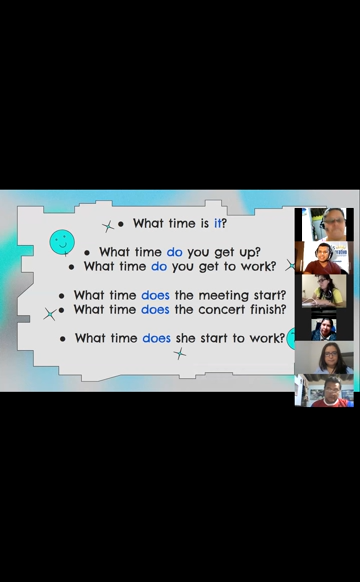 What time is it?
What time do you get up?
What time do you get to work?
What time does the meeting start?
What time does the concert finish?
What time does she start to work?